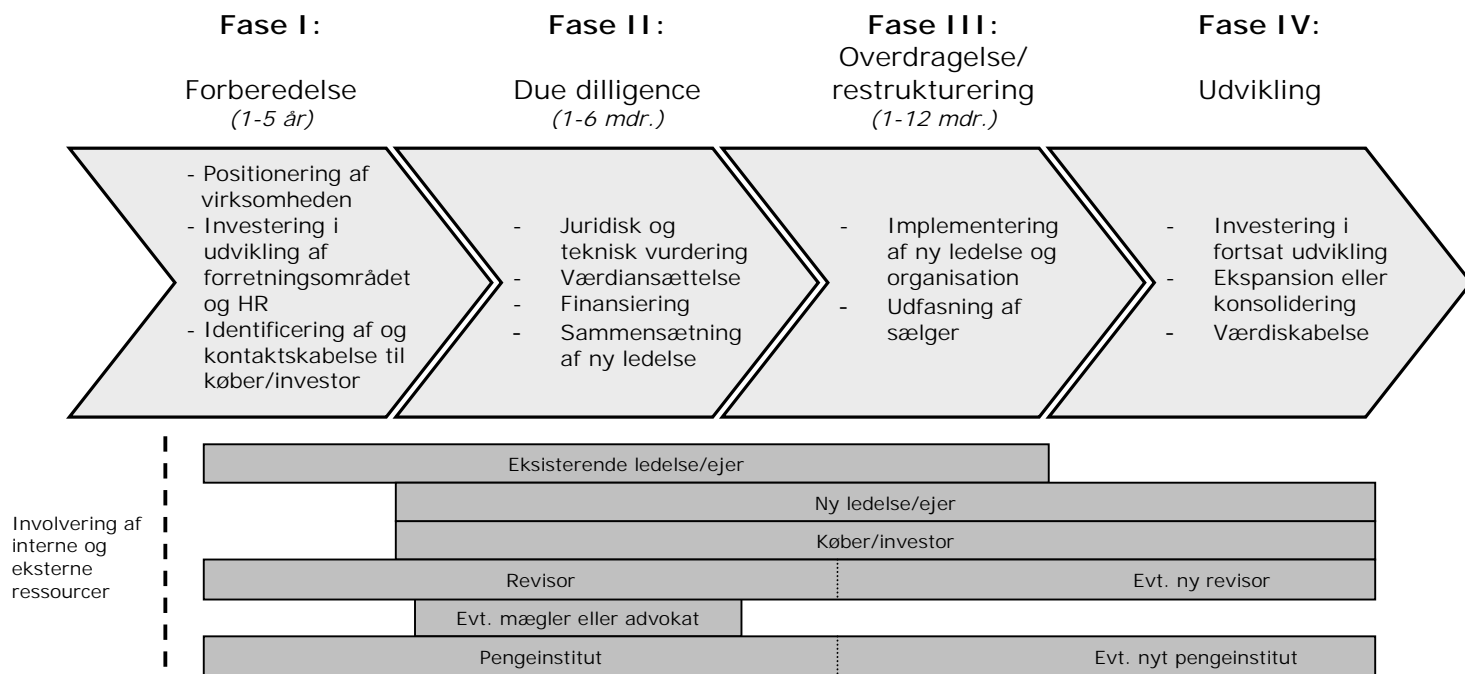 Fase I:
Forberedelse
(1-5 år)
Fase II:
Due dilligence
(1-6 mdr.)
Fase III:
Overdragelse/
restrukturering
(1-12 mdr.)
Fase IV:
Udvikling
- Positionering af
virksomheden
- Investering i
udvikling af
forretningsområdet
og HR
- Identificering af og
kontaktskabelse til
køber/investor
- Juridisk og
teknisk vurdering
- Værdiansættelse
- Finansiering
- Sammensætning
af ny ledelse
- Implementering
af ny ledelse og
organisation
- Udfasning af
sælger
- Investering i
fortsat udvikling
- Ekspansion eller
konsolidering
- Værdiskabelse
Involvering af
interne og
eksterne
ressourcer
Eksisterende ledelse/ejer
Ny ledelse/ejer
Køber/investor
Revisor
Evt. ny revisor
Evt. mægler eller advokat
Pengeinstitut
Evt. nyt pengeinstitut